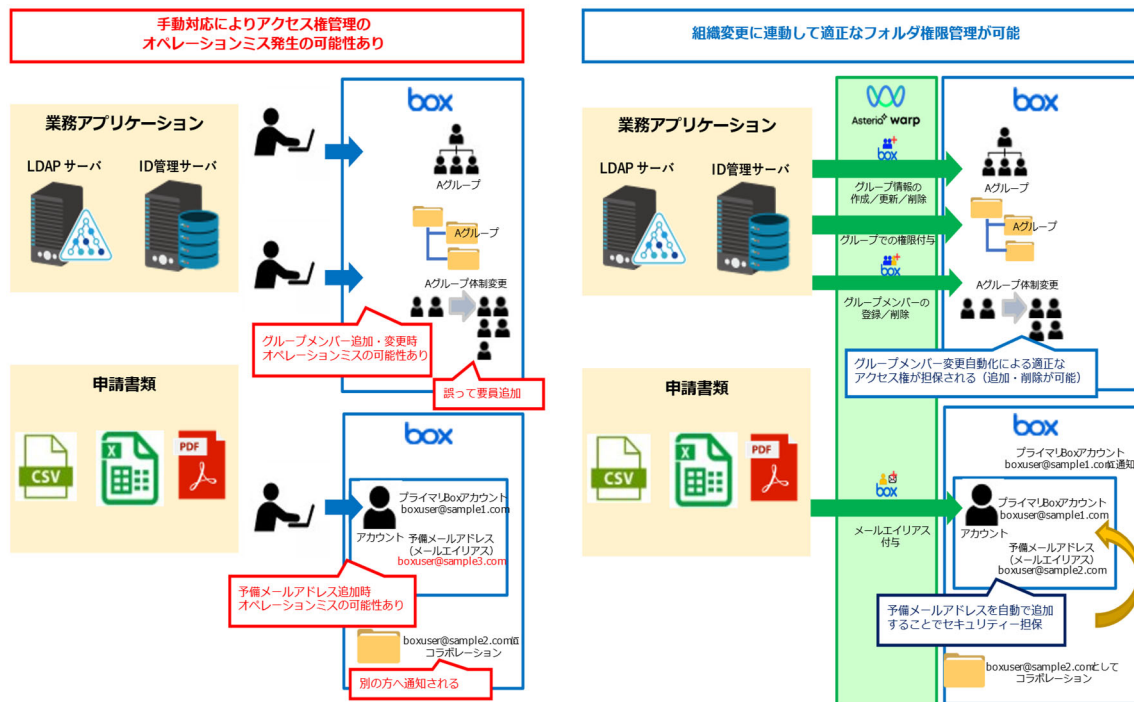 手動対応によりアクセス権管理の
オペレーションミス発生の可能性あり
業務アプリケーション
LDAP サーバ
ID管理サーバ
box
Aグループ
Aグループ
Aグループ体制変更
グループメンバー追加・変更時
オペレーションミスの可能性あり
誤って要員追加
申請書類
CSV
X
PDF
box
プライマリBoxアカウント
boxuser@sample1.com
アカウント
予備メールアドレス
(メールエイリアス)
boxuser@sample3.com
予備メールアドレス追加時
オペレーションミスの可能性あり
boxuser@sample2.comに
コラボレーション
別の方へ通知される
組織変更に連動して適正なフォルダ権限管理が可能
業務アプリケーション
LDAP サーバ
ID管理サーバ
Asteria warp
box
グループ情報の
作成／更新／削除
グループでの権限付与
box
グループメンバーの
登録／削除
box
Aグループ
Aグループ
Aグループ体制変更
グループメンバー変更自動化による適正な
アクセス権が担保される（追加・削除が可能）
申請書類
CSV
X
PDF
box
メールエイリアス
付与
box
プライマリBoxアカウント
boxuser@sample1.comに通知
プライマリBoxアカウント
boxuser@sample1.com
アカウント
予備メールアドレス
(メールエイリアス)
boxuser@sample2.com
予備メールアドレスを自動で追加
することでセキュリティー担保
boxuser@sample2.comとして
コラボレーション